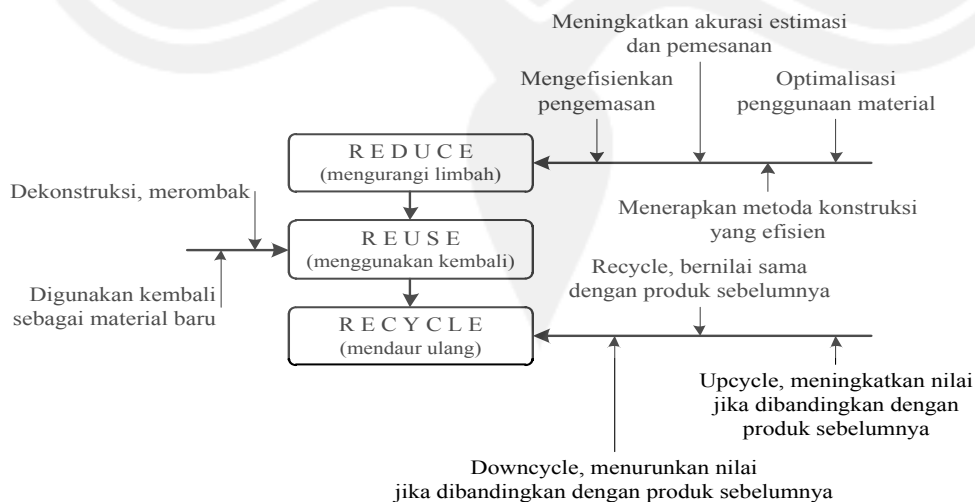 Meningkatkan akurasi estimasi
dan pemesanan
Mengefisienkan
pengemasan
Optimalisasi
penggunaan material
R E D U C E
(mengurangi limbah)
Dekonstruksi, merombak
Menerapkan metoda konstruksi
yang efisien
R E U S E
(menggunakan kembali)
Digunakan kembali
sebagai material baru
Recycle, bernilai sama
dengan produk sebelumnya
R E C Y C L E
(mendaur ulang)
Upcycle, meningkatkan nilai
jika dibandingkan dengan
produk sebelumnya
Downcycle, menurunkan nilai
jika dibandingkan dengan produk sebelumnya